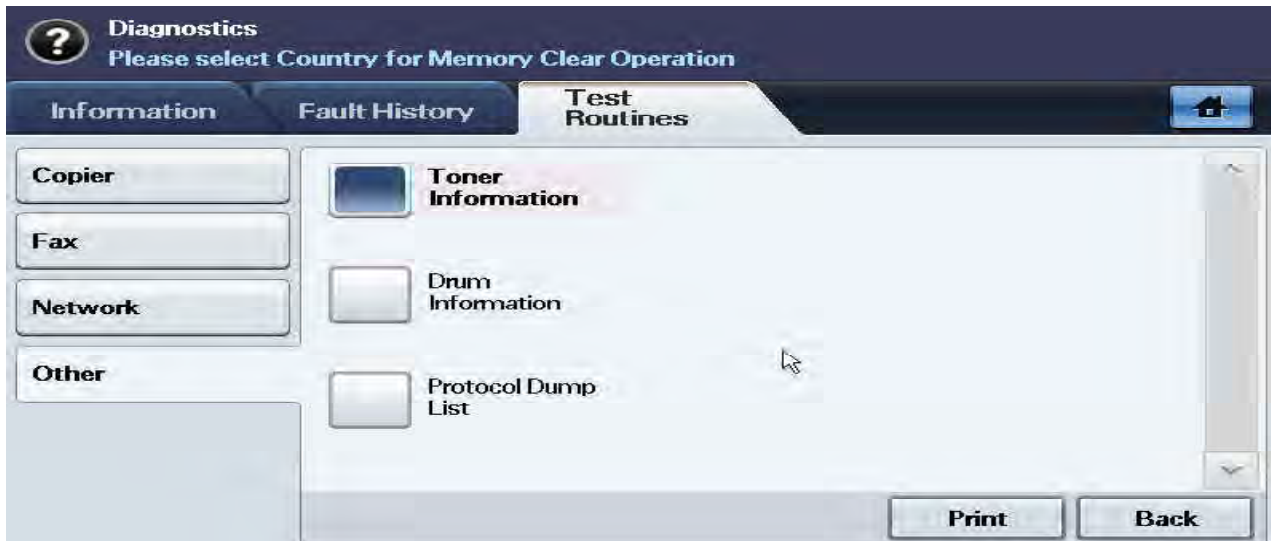 Diagnostics
Please select Country for Memory Clear Operation
Information
Fault History
Test
Routines
Copier
Fax
Network
Other
Toner
Information
Drum
Information
Protocol Dump
List
Print
Back